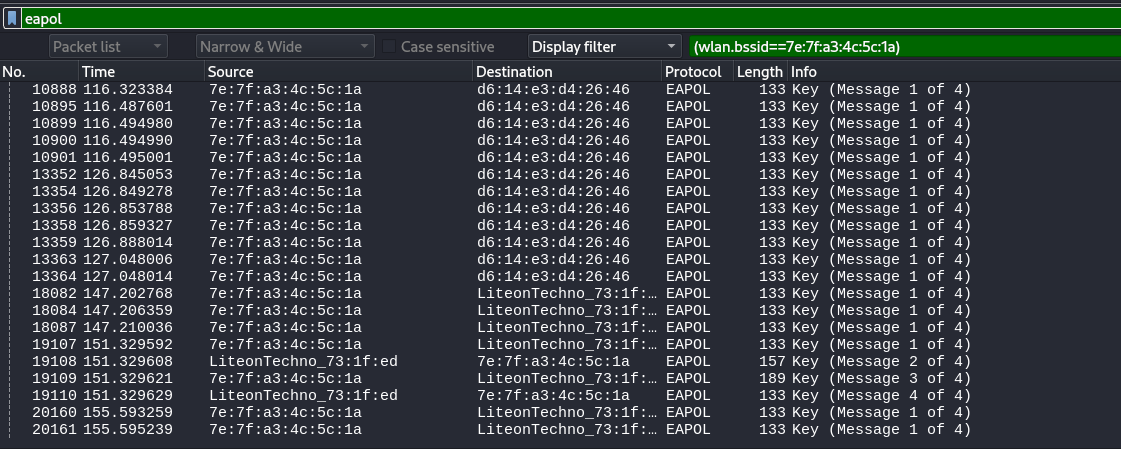 eapol
Packet list Narrow & Wide Case sensitive Display filter (wlan.bssid==7e:7f:a3:4c:5c:1a)
No. Time Source Destination Protocol Length Info
10888 116.323384 7e:7f:a3:4c:5c:1a d6:14:e3:d4:26:46 EAPOL 133 Key (Message 1 of 4)
10895 116.487601 7e:7f:a3:4c:5c:1a d6:14:e3:d4:26:46 EAPOL 133 Key (Message 1 of 4)
10899 116.494980 7e:7f:a3:4c:5c:1a d6:14:e3:d4:26:46 EAPOL 133 Key (Message 1 of 4)
10900 116.494990 7e:7f:a3:4c:5c:1a d6:14:e3:d4:26:46 EAPOL 133 Key (Message 1 of 4)
10901 116.495001 7e:7f:a3:4c:5c:1a d6:14:e3:d4:26:46 EAPOL 133 Key (Message 1 of 4)
13352 126.845053 7e:7f:a3:4c:5c:1a d6:14:e3:d4:26:46 EAPOL 133 Key (Message 1 of 4)
13354 126.849278 7e:7f:a3:4c:5c:1a d6:14:e3:d4:26:46 EAPOL 133 Key (Message 1 of 4)
13356 126.853788 7e:7f:a3:4c:5c:1a d6:14:e3:d4:26:46 EAPOL 133 Key (Message 1 of 4)
13358 126.859327 7e:7f:a3:4c:5c:1a d6:14:e3:d4:26:46 EAPOL 133 Key (Message 1 of 4)
13359 126.888014 7e:7f:a3:4c:5c:1a d6:14:e3:d4:26:46 EAPOL 133 Key (Message 1 of 4)
13363 127.048006 7e:7f:a3:4c:5c:1a d6:14:e3:d4:26:46 EAPOL 133 Key (Message 1 of 4)
13364 127.048014 7e:7f:a3:4c:5c:1a d6:14:e3:d4:26:46 EAPOL 133 Key (Message 1 of 4)
18082 147.202768 7e:7f:a3:4c:5c:1a LiteonTechno_73:1f:… EAPOL 133 Key (Message 1 of 4)
18084 147.206359 7e:7f:a3:4c:5c:1a LiteonTechno_73:1f:… EAPOL 133 Key (Message 1 of 4)
18087 147.210036 7e:7f:a3:4c:5c:1a LiteonTechno_73:1f:… EAPOL 133 Key (Message 1 of 4)
19107 151.329592 7e:7f:a3:4c:5c:1a LiteonTechno_73:1f:… EAPOL 133 Key (Message 1 of 4)
19108 151.329608 LiteonTechno_73:1f:ed 7e:7f:a3:4c:5c:1a EAPOL 157 Key (Message 2 of 4)
19109 151.329621 7e:7f:a3:4c:5c:1a LiteonTechno_73:1f:… EAPOL 189 Key (Message 3 of 4)
19110 151.329629 LiteonTechno_73:1f:ed 7e:7f:a3:4c:5c:1a EAPOL 133 Key (Message 4 of 4)
20160 155.593259 7e:7f:a3:4c:5c:1a LiteonTechno_73:1f:… EAPOL 133 Key (Message 1 of 4)
20161 155.595239 7e:7f:a3:4c:5c:1a LiteonTechno_73:1f:… EAPOL 133 Key (Message 1 of 4)